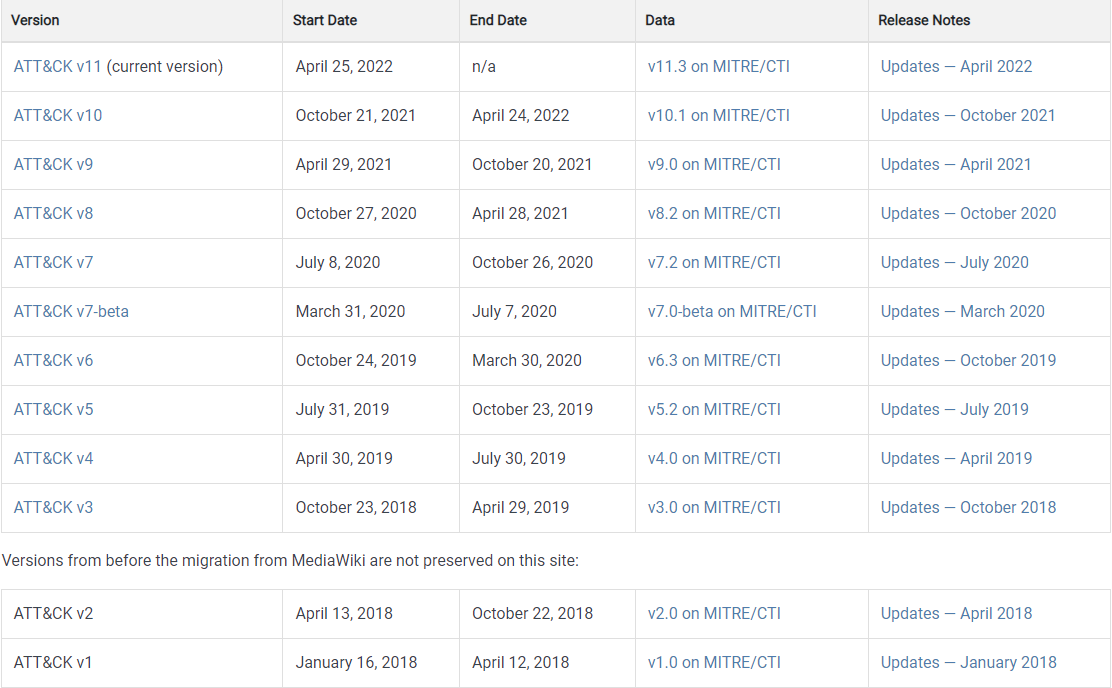 Version Start Date End Date Data Release Notes
ATT&CK v11 (current version) April 25, 2022 n/a v11.3 on MITRE/CTI Updates — April 2022
ATT&CK v10 October 21, 2021 April 24, 2022 v10.1 on MITRE/CTI Updates — October 2021
ATT&CK v9 April 29, 2021 October 20, 2021 v9.0 on MITRE/CTI Updates — April 2021
ATT&CK v8 October 27, 2020 April 28, 2021 v8.2 on MITRE/CTI Updates — October 2020
ATT&CK v7 July 8, 2020 October 26, 2020 v7.2 on MITRE/CTI Updates — July 2020
ATT&CK v7-beta March 31, 2020 July 7, 2020 v7.0-beta on MITRE/CTI Updates — March 2020
ATT&CK v6 October 24, 2019 March 30, 2020 v6.3 on MITRE/CTI Updates — October 2019
ATT&CK v5 July 31, 2019 October 23, 2019 v5.2 on MITRE/CTI Updates — July 2019
ATT&CK v4 April 30, 2019 July 30, 2019 v4.0 on MITRE/CTI Updates — April 2019
ATT&CK v3 October 23, 2018 April 29, 2019 v3.0 on MITRE/CTI Updates — October 2018
Versions from before the migration from MediaWiki are not preserved on this site:
ATT&CK v2 April 13, 2018 October 22, 2018 v2.0 on MITRE/CTI Updates — April 2018
ATT&CK v1 January 16, 2018 April 12, 2018 v1.0 on MITRE/CTI Updates — January 2018